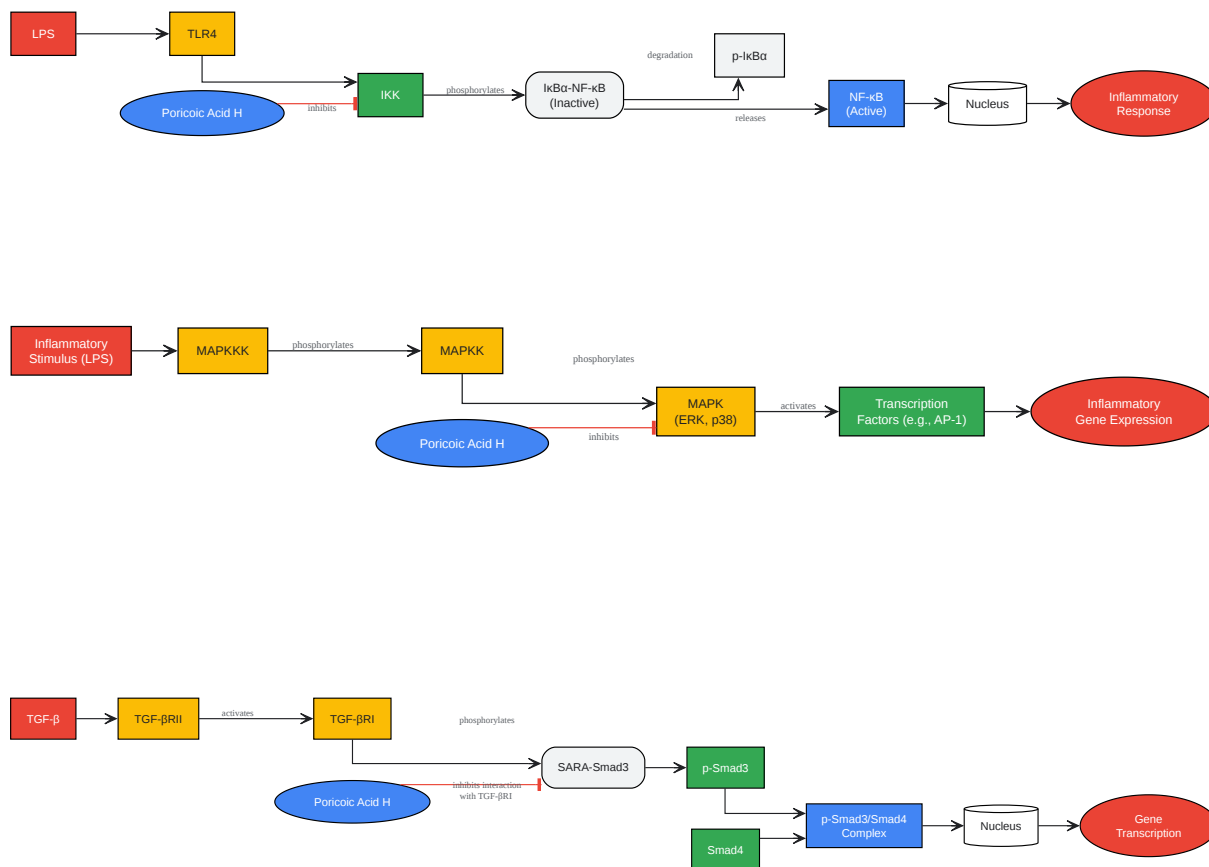 LPS
TLR4
Poricoic Acid H
inhibits
IKK
phosphorylates
IκBα-NF-κB
(Inactive)
degradation
p-IκBα
releases
NF-κB
(Active)
Nucleus
Inflammatory
Response
Inflammatory
Stimulus (LPS)
MAPKKK
phosphorylates
MAPKK
phosphorylates
Poricoic Acid H
inhibits
MAPK
(ERK, p38)
activates
Transcription
Factors (e.g., AP-1)
Inflammatory
Gene Expression
TGF-β
TGF-βRII
activates
TGF-βRI
phosphorylates
Poricoic Acid H
inhibits interaction
with TGF-βRI
SARA-Smad3
p-Smad3
Smad4
p-Smad3/Smad4
Complex
Nucleus
Gene
Transcription